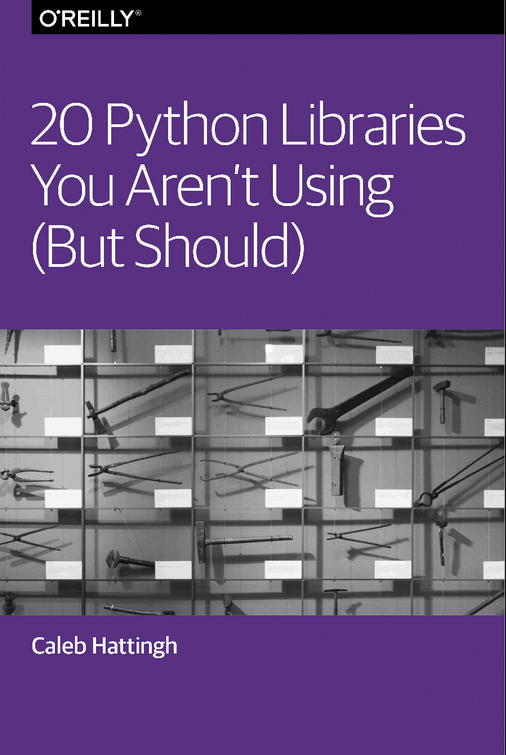 O'REILLY®
20 Python Libraries
You Aren't Using
(But Should)
Caleb Hattingh